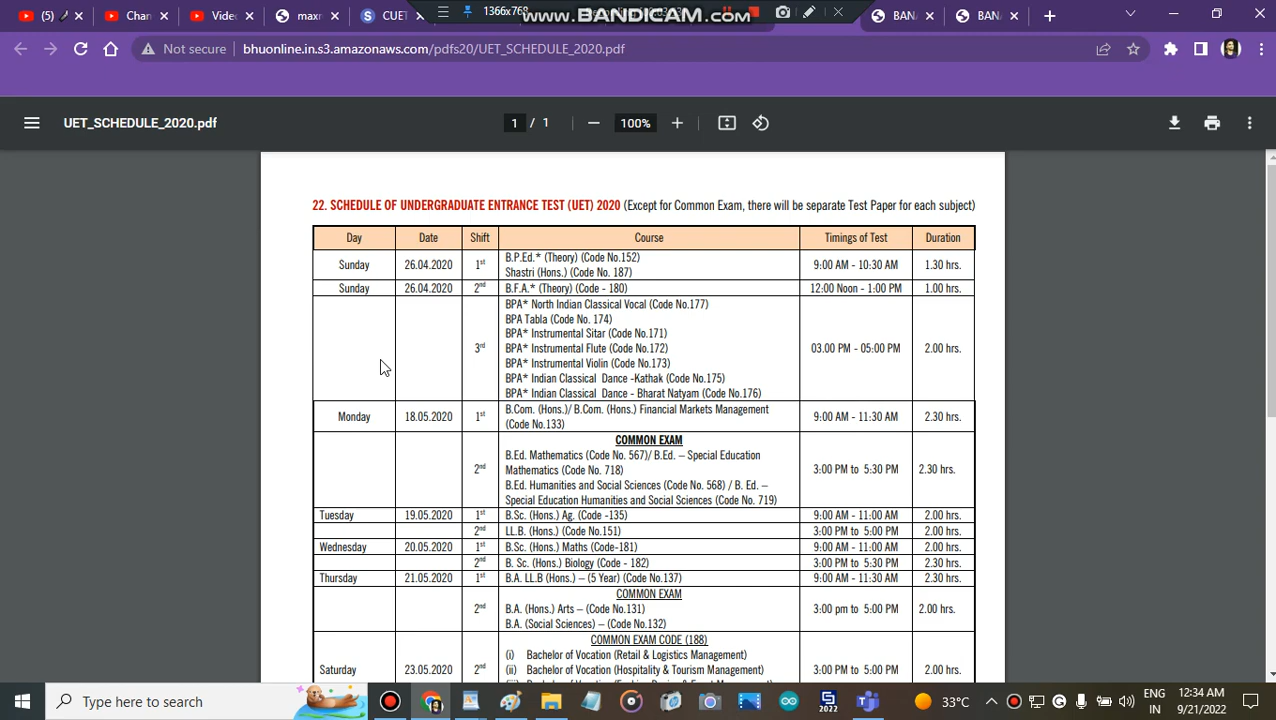 Chan
Video
maxr
CUET
1366x768
WWW.BANDICAM.COM
BANA
BANA
Not secure
bhuonline.in.s3.amazonaws.com/pdfs20/UET_SCHEDULE_2020.pdf
UET_SCHEDULE_2020.pdf
1 / 1
100%
22. SCHEDULE OF UNDERGRADUATE ENTRANCE TEST (UET) 2020 (Except for Common Exam, there will be separate Test Paper for each subject)
Day Date Shift Course Timings of Test Duration
Sunday 26.04.2020 1st B.P.Ed.* (Theory) (Code No.152) 9:00 AM - 10:30 AM 1.30 hrs.
Shastri (Hons.) (Code No. 187)
Sunday 26.04.2020 2nd B.F.A.* (Theory) (Code - 180) 12:00 Noon - 1:00 PM 1.00 hrs.
BPA* North Indian Classical Vocal (Code No.177)
BPA Tabla (Code No. 174)
BPA* Instrumental Sitar (Code No.171)
3rd BPA* Instrumental Flute (Code No.172) 03.00 PM - 05:00 PM 2.00 hrs.
BPA* Instrumental Violin (Code No.173)
BPA* Indian Classical Dance -Kathak (Code No.175)
BPA* Indian Classical Dance - Bharat Natyam (Code No.176)
Monday 18.05.2020 1st B.Com. (Hons.)/ B.Com. (Hons.) Financial Markets Management 9:00 AM - 11:30 AM 2.30 hrs.
(Code No.133)
COMMON EXAM
B.Ed. Mathematics (Code No. 567)/ B.Ed. – Special Education
2nd Mathematics (Code No. 718) 3:00 PM to 5:30 PM 2.30 hrs.
B.Ed. Humanities and Social Sciences (Code No. 568) / B. Ed. –
Special Education Humanities and Social Sciences (Code No. 719)
Tuesday 19.05.2020 1st B.Sc. (Hons.) Ag. (Code -135) 9:00 AM - 11:00 AM 2.00 hrs.
2nd LL.B. (Hons.) (Code No.151) 3:00 PM to 5:00 PM 2.00 hrs.
Wednesday 20.05.2020 1st B.Sc. (Hons.) Maths (Code-181) 9:00 AM - 11:00 AM 2.00 hrs.
2nd B. Sc. (Hons.) Biology (Code - 182) 3:00 PM to 5:30 PM 2.30 hrs.
Thursday 21.05.2020 1st B.A. LL.B (Hons.) – (5 Year) (Code No.137) 9:00 AM - 11:30 AM 2.30 hrs.
COMMON EXAM
2nd B.A. (Hons.) Arts – (Code No.131) 3:00 pm to 5:00 PM 2.00 hrs.
B.A. (Social Sciences) – (Code No.132)
COMMON EXAM CODE (188)
(i) Bachelor of Vocation (Retail & Logistics Management)
Saturday 23.05.2020 2nd (ii) Bachelor of Vocation (Hospitality & Tourism Management) 3:00 PM to 5:00 PM 2.00 hrs.
Type here to search
33°C
ENG
IN
12:34 AM
9/21/2022